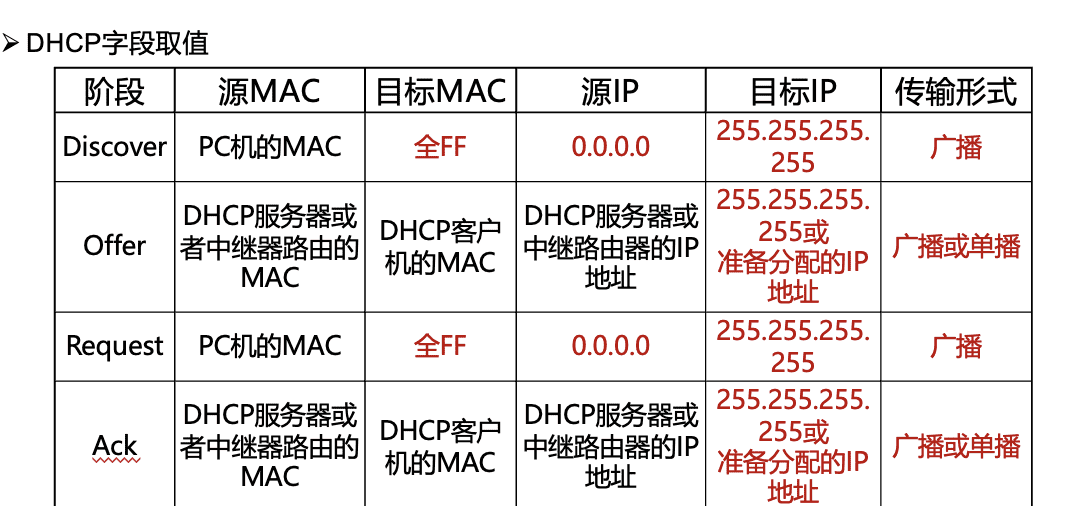 ➢ DHCP字段取值
阶段 源MAC 目标MAC 源IP 目标IP 传输形式
Discover PC机的MAC 全FF 0.0.0.0 255.255.255.
255 广播
Offer DHCP服务器或
者中继器路由的
MAC DHCP客户
机的MAC DHCP服务器或
中继路由器的IP
地址 255.255.255.
255或
准备分配的IP
地址 广播或单播
Request PC机的MAC 全FF 0.0.0.0 255.255.255.
255 广播
Ack DHCP服务器或
者中继器路由的
MAC DHCP客户
机的MAC DHCP服务器或
中继路由器的IP
地址 255.255.255.
255或
准备分配的IP
地址 广播或单播